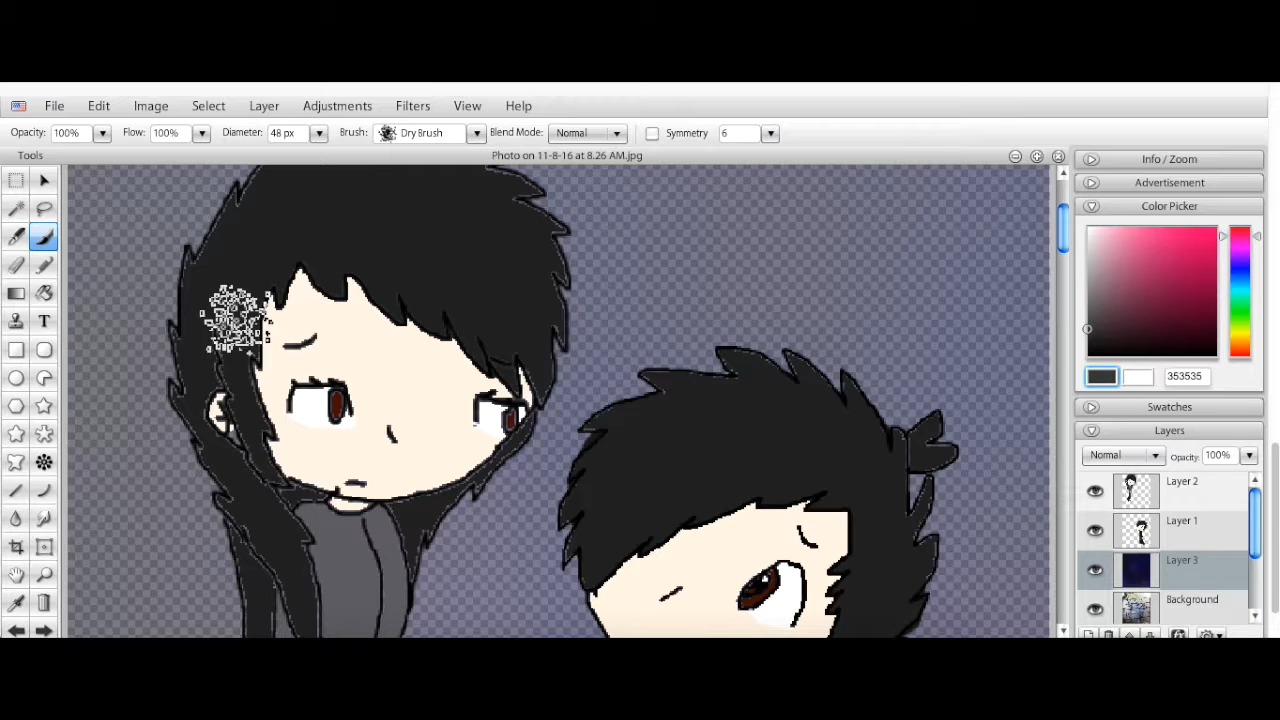 File Edit Image Select Layer Adjustments Filters View Help
Opacity: 100% Flow: 100% Diameter: 48 px Brush: Dry Brush Blend Mode: Normal Symmetry 6
Tools
Photo on 11-8-16 at 8.26 AM.jpg
Info / Zoom
Advertisement
Color Picker
353535
Swatches
Layers
Normal Opacity: 100%
Layer 2
Layer 1
Layer 3
Background
T